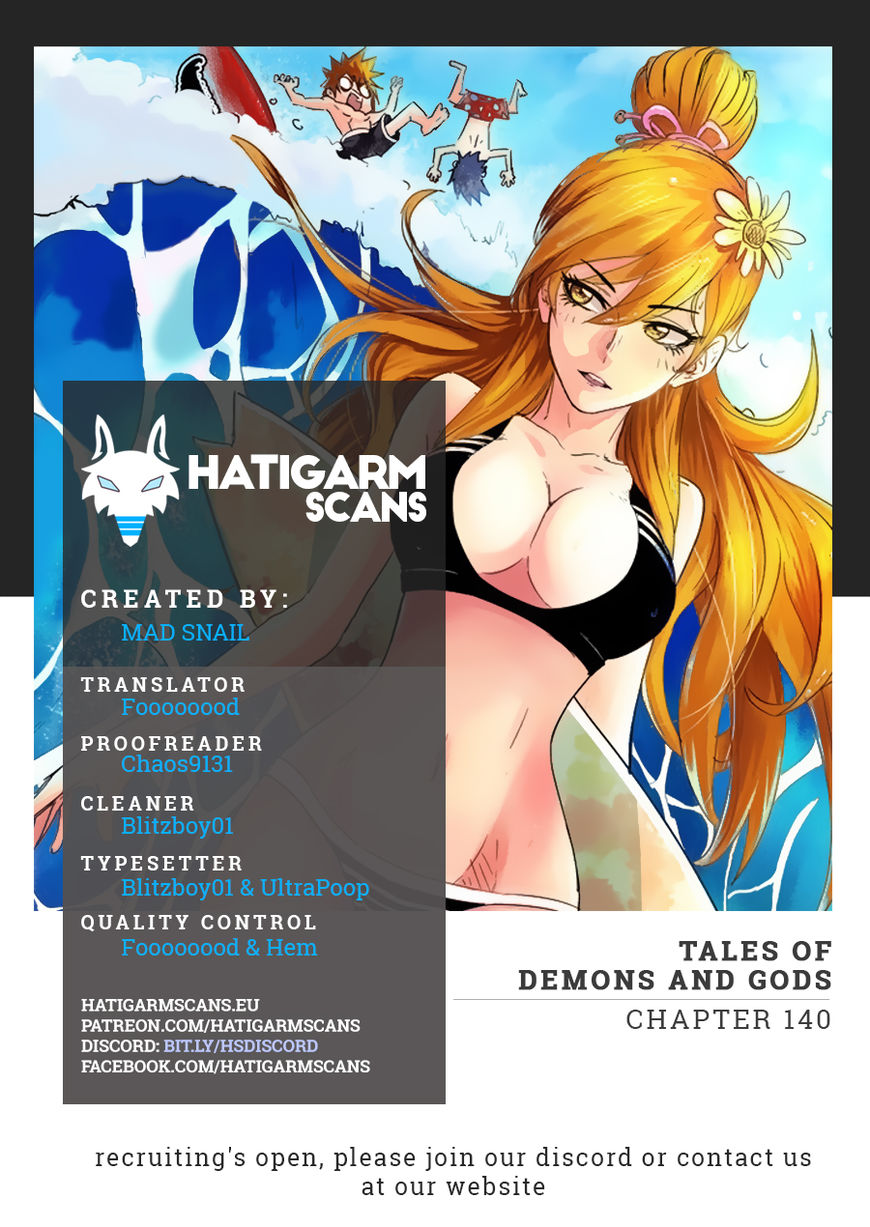 HATIGARM
SCANS
CREATED BY:
MAD SNAIL
TRANSLATOR
Foooooood
PROOFREADER
Chaos9131
CLEANER
Blitzboy01
TYPESETTER
Blitzboy01 & UltraPoop
QUALITY CONTROL
Foooooood & Hem
HATIGARMSCANS.EU
PATREON.COM/HATIGARMSCANS
DISCORD: BIT.LY/HSDISCORD
FACEBOOK.COM/HATIGARMSCANS
TALES OF
DEMONS AND GODS
CHAPTER 140
recruiting's open, please join our discord or contact us
at our website